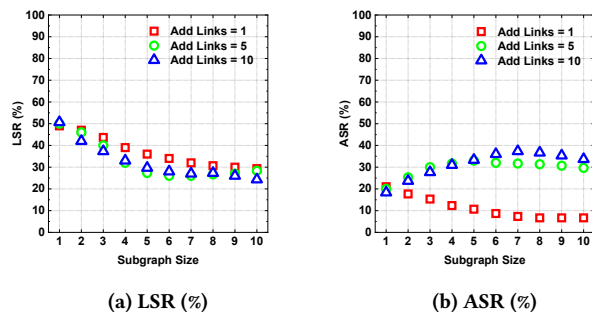 100
90
80
70
60
50
40
30
20
10
0
LSR (%)
Add Links = 1
Add Links = 5
Add Links = 10
1 2 3 4 5 6 7 8 9 10
Subgraph Size
(a) LSR (%)
100
90
80
70
60
50
40
30
20
10
0
ASR (%)
Add Links = 1
Add Links = 5
Add Links = 10
1 2 3 4 5 6 7 8 9 10
Subgraph Size
(b) ASR (%)